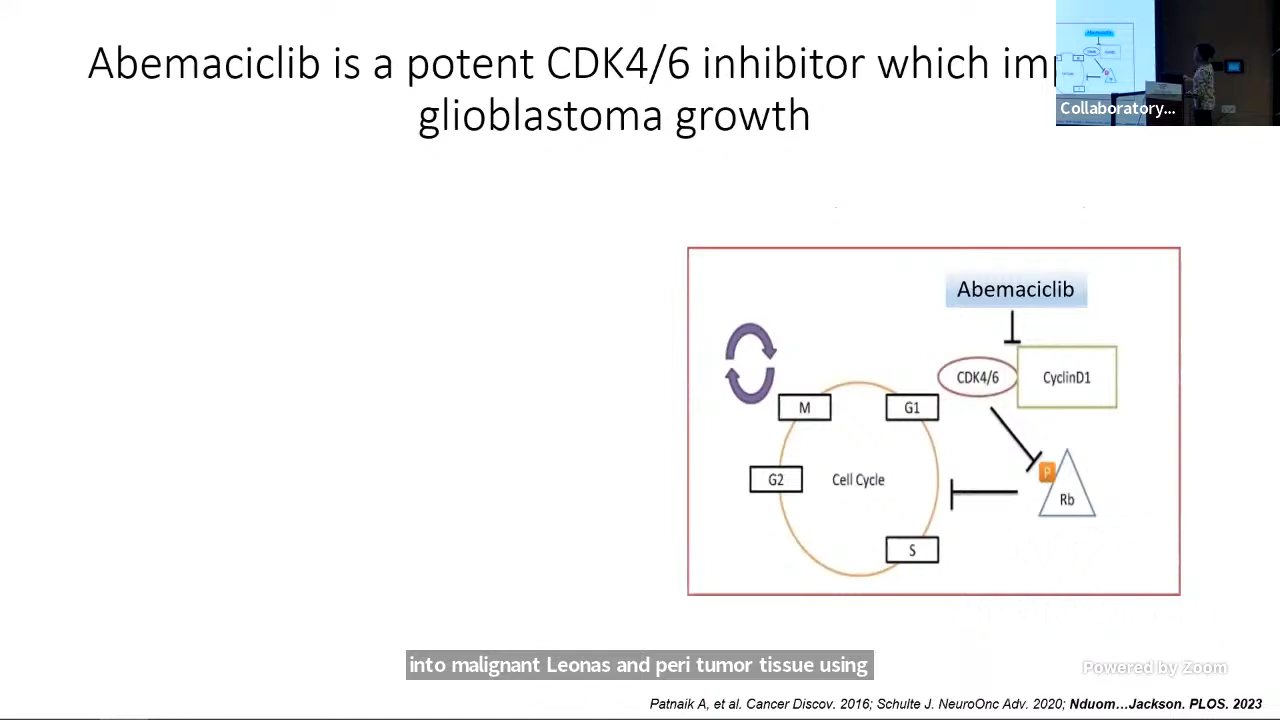 Abemaciclib is a potent CDK4/6 inhibitor which
glioblastoma growth
Collaboratory...
Abemaciclib
CDK4/6
CyclinD1
M
G1
P
G2
Cell Cycle
Rb
S
into malignant Leonas and peri tumor tissue using
Powered by Zoom
Patnaik A, et al. Cancer Discov. 2016; Schulte J. NeuroOnc Adv. 2020; Nduom...Jackson. PLOS. 2023